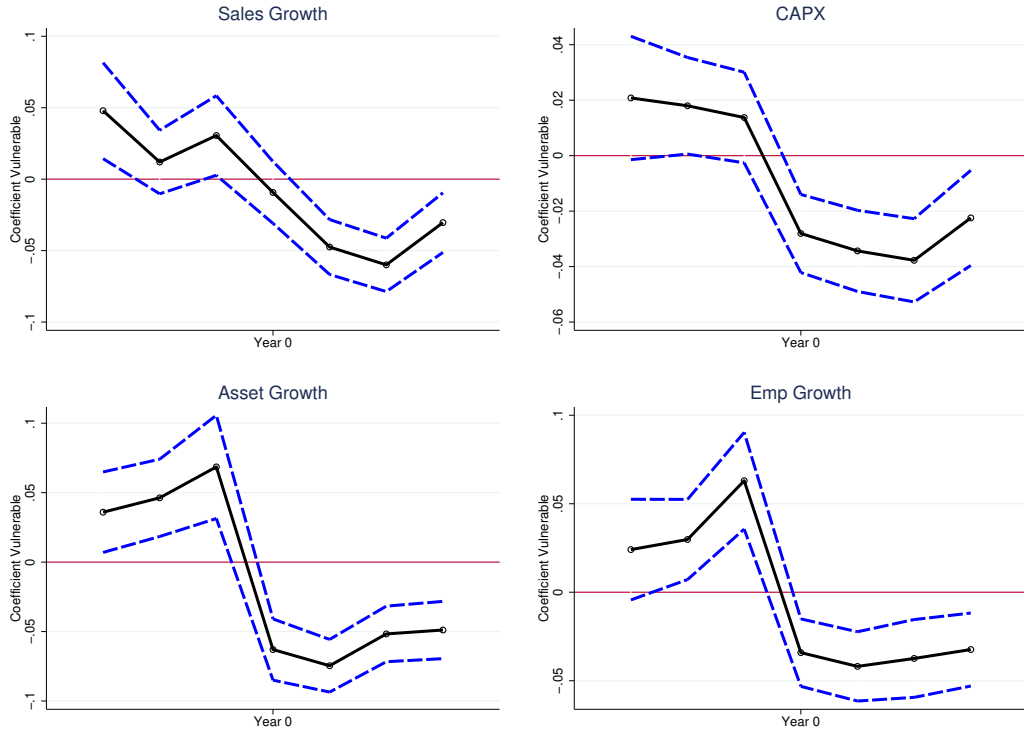 Sales Growth
Coefficient Vulnerable
.1
.05
0
-.05
-.1
Year 0
CAPX
Coefficient Vulnerable
.04
.02
0
-.02
-.04
-.06
Year 0
Asset Growth
Coefficient Vulnerable
.1
.05
0
-.05
-.1
Year 0
Emp Growth
Coefficient Vulnerable
.1
.05
0
-.05
Year 0